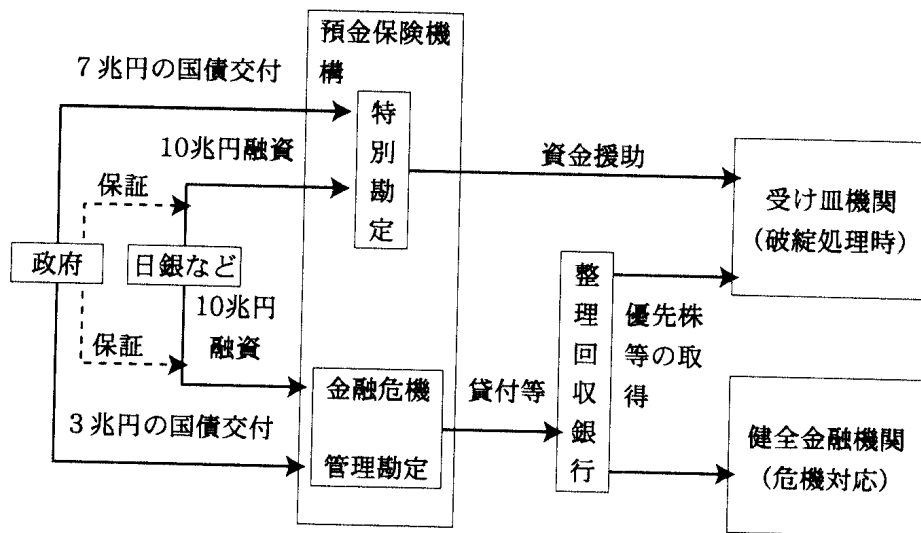 預金保険機
構
7兆円の国債交付
特別勘定
10兆円融資
資金援助
保証
受け皿機関
(破綻処理時)
政府
日銀など
整理回収銀行
10兆円
融資
優先株
等の取
得
保証
金融危機
管理勘定
貸付等
3兆円の国債交付
健全金融機関
(危機対応)